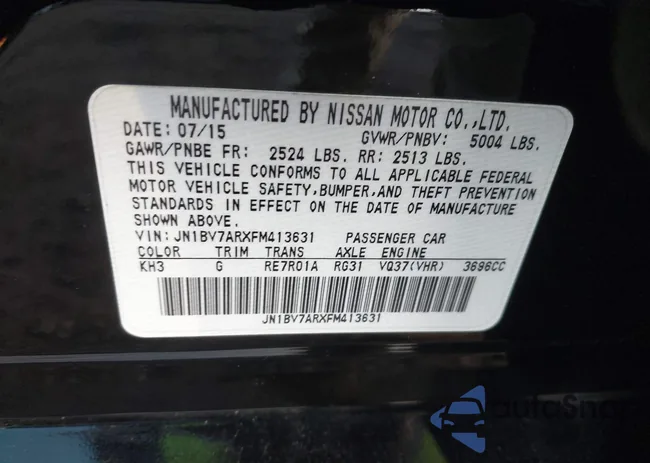 MANUFACTURED BY NISSAN MOTOR CO.,LTD.
DATE: 07/15 GVWR/PNBV: 5004 LBS.
GAWR/PNBE FR: 2524 LBS. RR: 2513 LBS.
THIS VEHICLE CONFORMS TO ALL APPLICABLE FEDERAL
MOTOR VEHICLE SAFETY,BUMPER,AND THEFT PREVENTION
STANDARDS IN EFFECT ON THE DATE OF MANUFACTURE
SHOWN ABOVE.
VIN: JN1BV7ARXFM413631 PASSENGER CAR
COLOR TRIM TRANS AXLE ENGINE
KH3 G RE7R01A RG31 VQ37(VHR) 3696CC
JN1BV7ARXFM413631